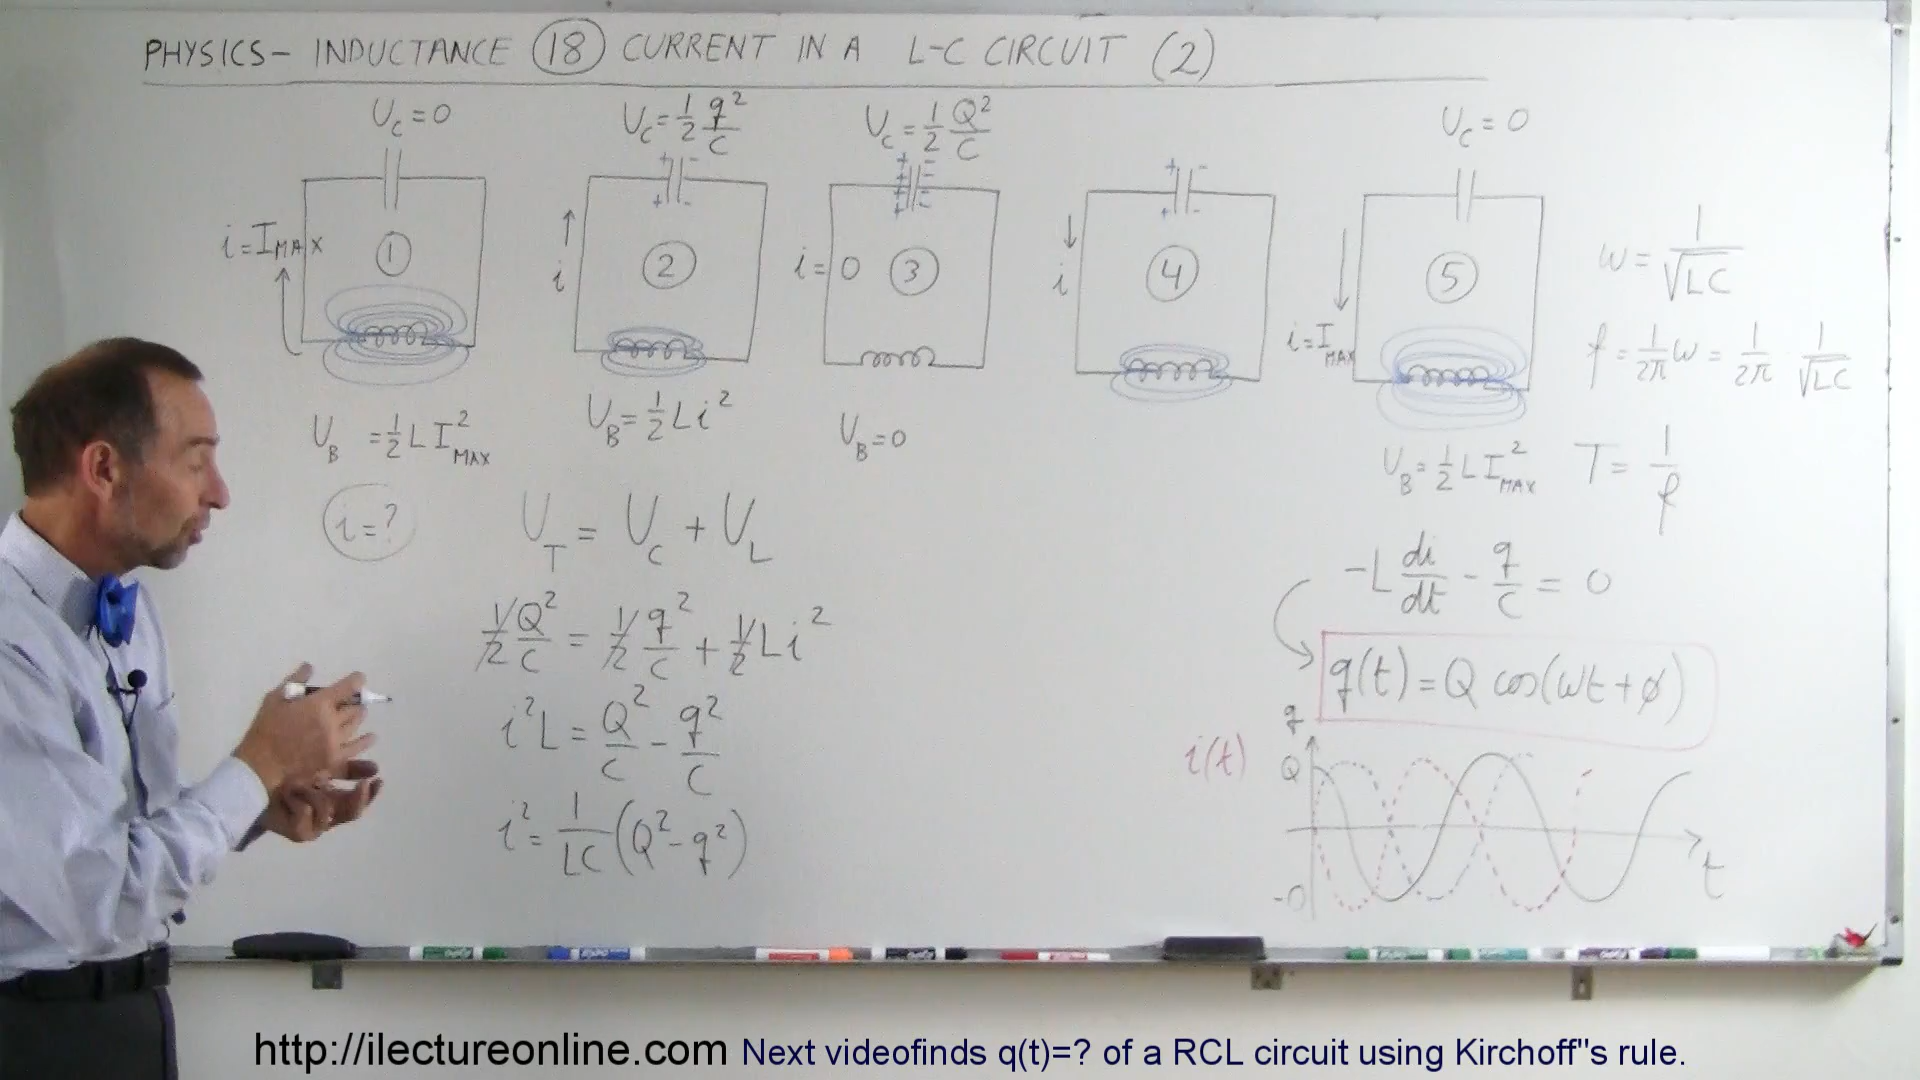 PHYSICS- INDUCTANCE (18) CURRENT IN A L-C CIRCUIT (2)
U_C = 0
U_C = 1/2 q²/C
U_C = 1/2 Q²/C
U_C = 0
i = I_MAX
1
i
2
i = 0
3
i
4
i = I_MAX
5
U_B = 1/2 L I²_MAX
U_B = 1/2 L i²
U_B = 0
U_B = 1/2 L I²_MAX
ω = 1/√LC
f = 1/2π ω = 1/2π · 1/√LC
T = 1/f
i = ?
U_T = U_C + U_L
1/2 Q²/C = 1/2 q²/C + 1/2 L i²
i²L = Q²/C - q²/C
i² = 1/LC (Q² - q²)
-L di/dt - q/C = 0
q(t) = Q cos(ωt + ϕ)
i(t)
q
Q
-Q
t
http://ilectureonline.com Next videofinds q(t)=? of a RCL circuit using Kirchoff"s rule.